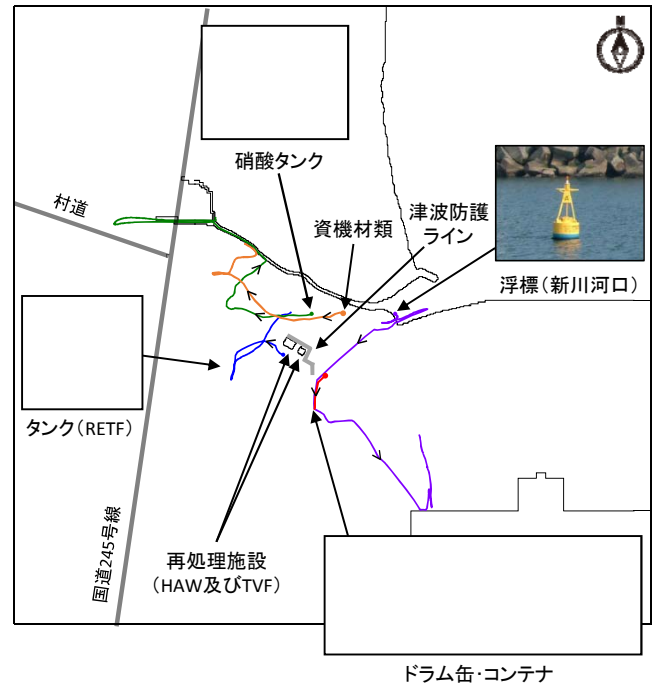 硝酸タンク
村道
資機材類
津波防護
ライン
浮標(新川河口)
タンク(RETF)
国道245号線
再処理施設
(HAW及びTVF)
ドラム缶・コンテナ